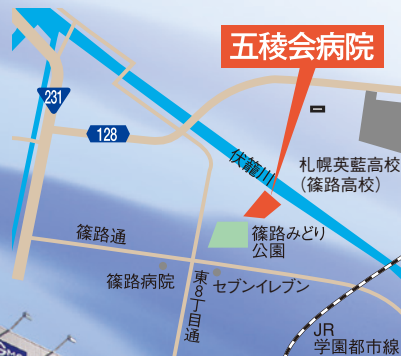 五稜会病院
231
128
伏籠川
札幌英藍高校
(篠路高校)
篠路みどり
公園
篠路通
篠路病院
東8丁目通
セブンイレブン
JR
学園都市線